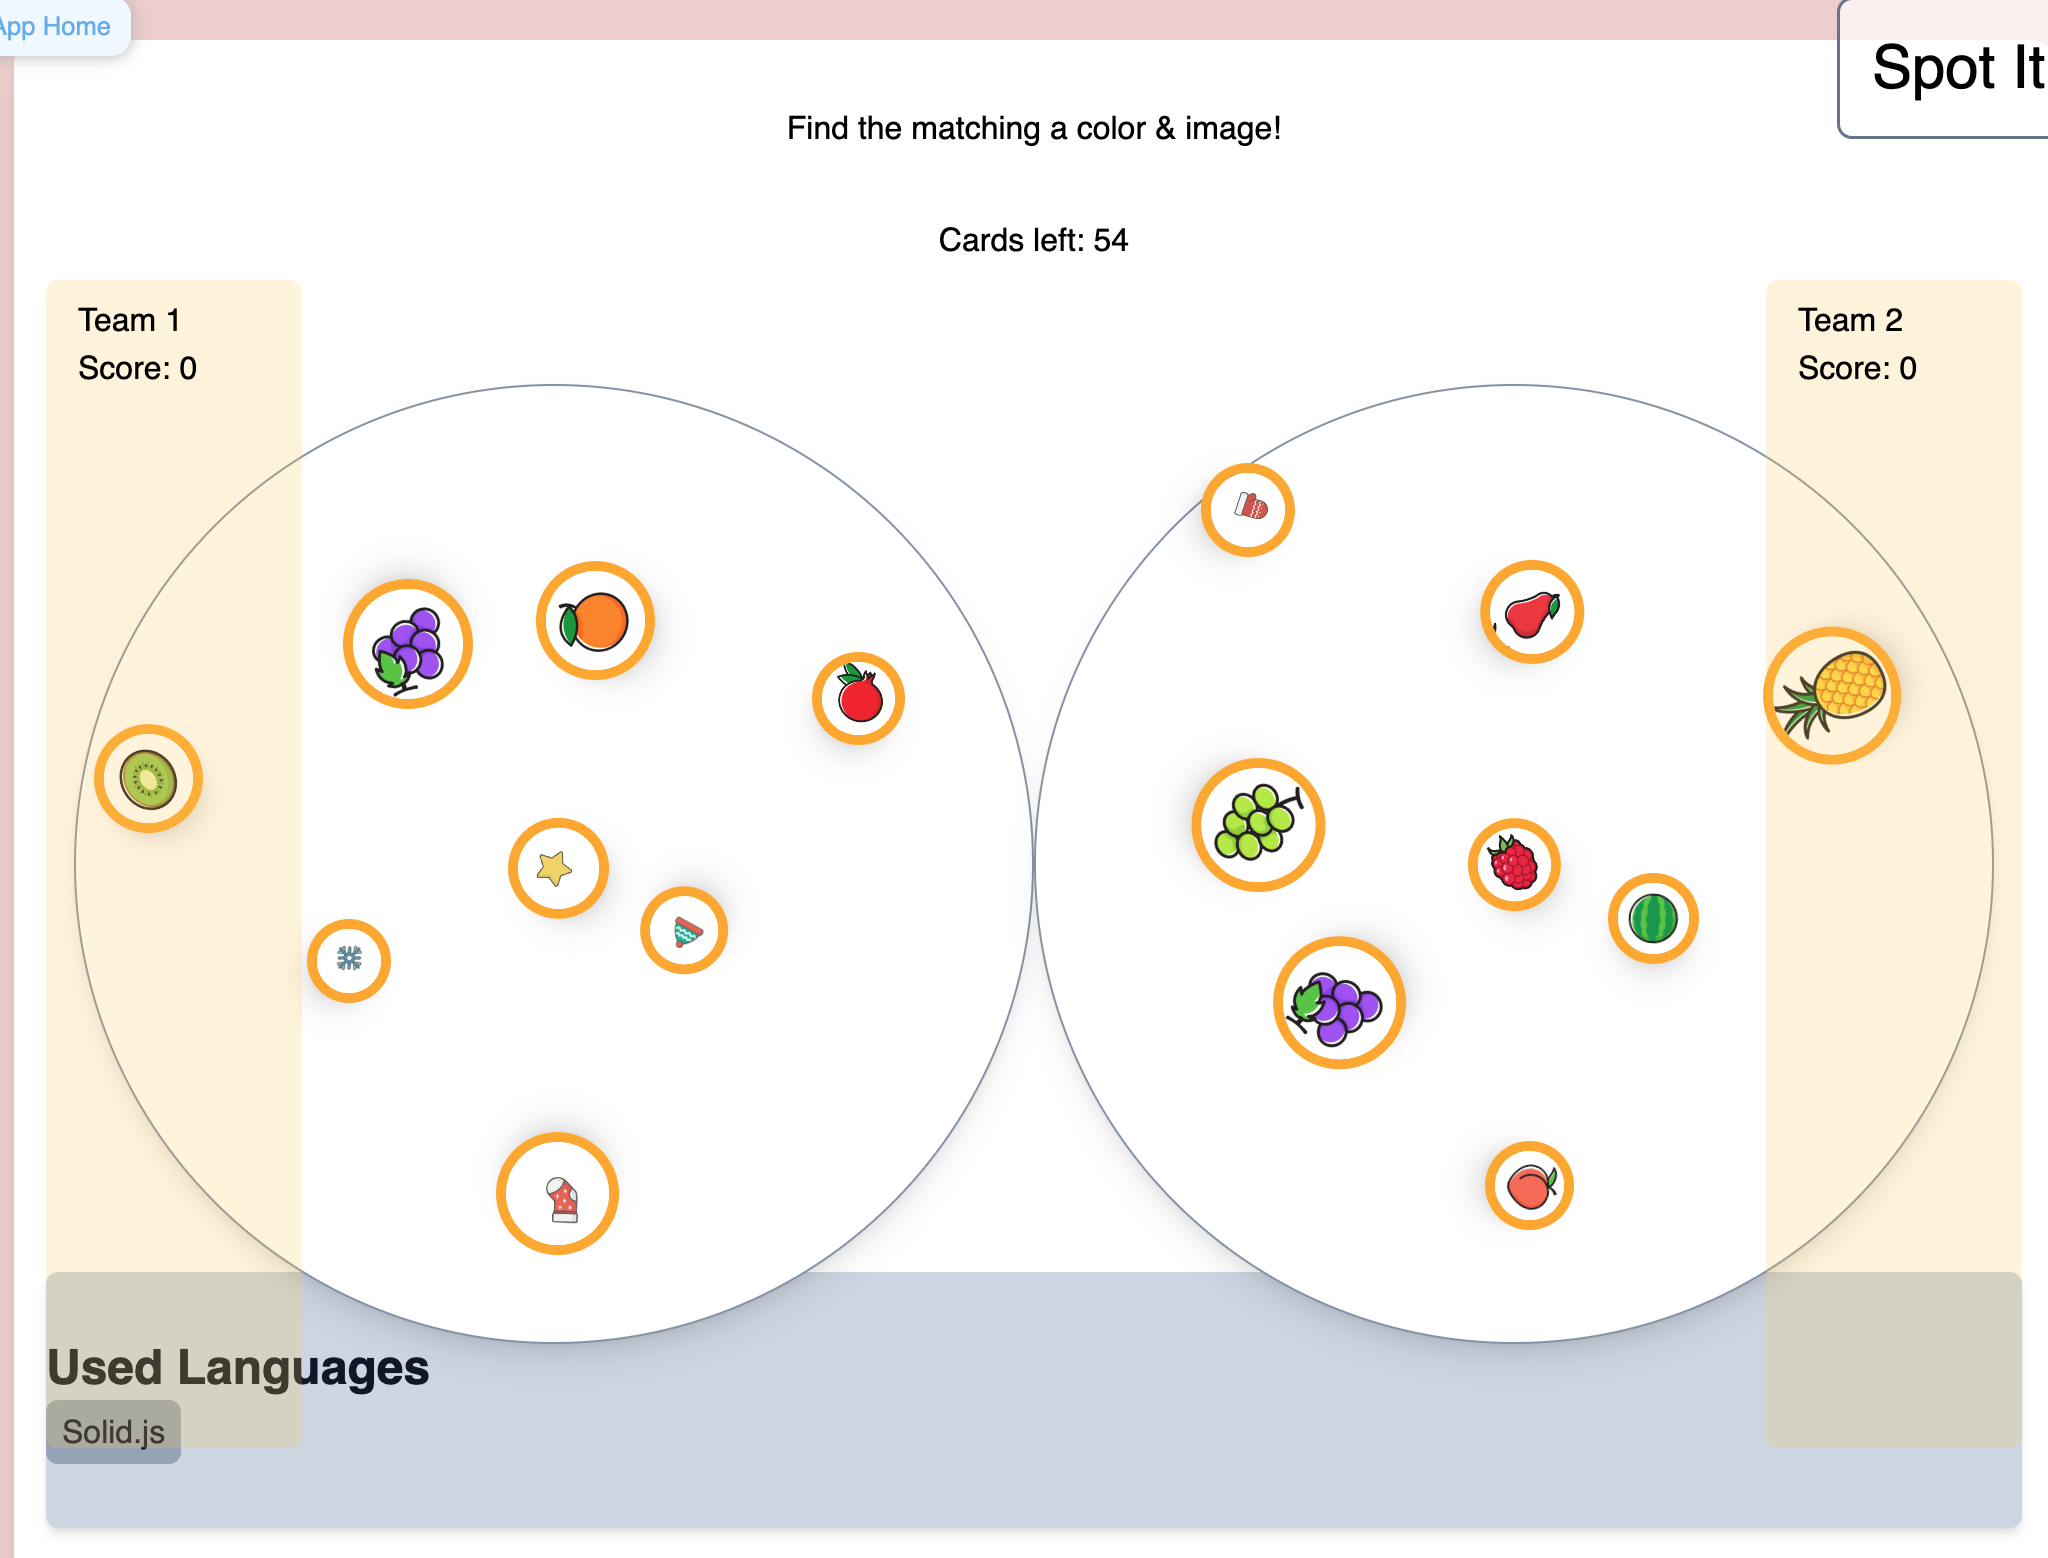 App Home
Spot It
Find the matching a color & image!
Cards left: 54
Team 1
Score: 0
Team 2
Score: 0
Used Languages
Solid.js